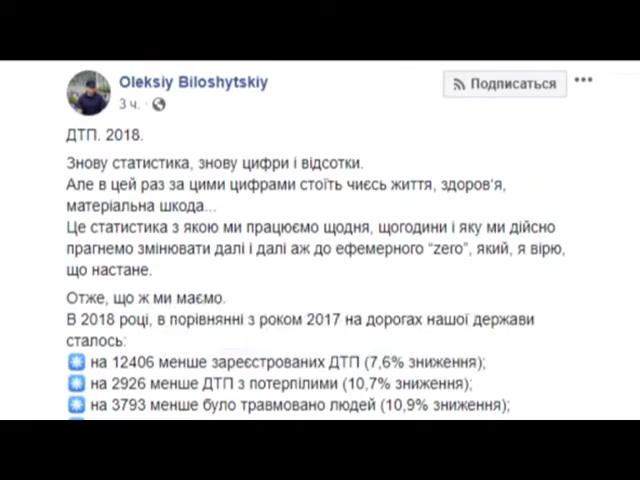 Oleksiy Biloshytskiy
3 ч. ·
Подписаться
ДТП. 2018.
Знову статистика, знову цифри і відсотки.
Але в цей раз за цими цифрами стоїть чиєсь життя, здоров'я,
матеріальна шкода...
Це статистика з якою ми працюємо щодня, щогодини і яку ми дійсно
прагнемо змінювати далі і далі аж до ефемерного “zero”, який, я вірю,
що настане.
Отже, що ж ми маємо.
В 2018 році, в порівнянні з роком 2017 на дорогах нашої держави
сталось:
на 12406 менше зареєстрованих ДТП (7,6% зниження);
на 2926 менше ДТП з потерпілими (10,7% зниження);
на 3793 менше було травмовано людей (10,9% зниження);